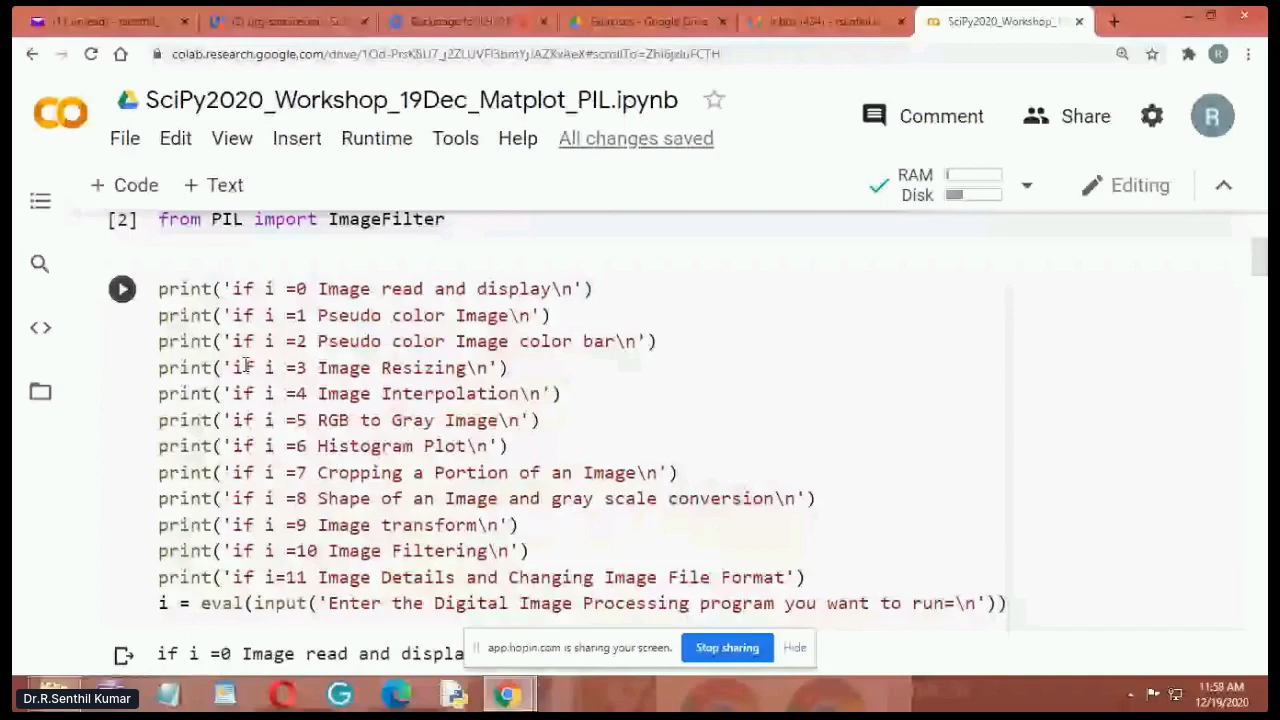 SciPy2020_Workshop_
SciPy2020_Workshop_19Dec_Matplot_PIL.ipynb
Comment
Share
R
File Edit View Insert Runtime Tools Help All changes saved
+ Code + Text
RAM
Disk
Editing
[2] from PIL import ImageFilter
print('if i =0 Image read and display\n')
print('if i =1 Pseudo color Image\n')
print('if i =2 Pseudo color Image color bar\n')
print('if i =3 Image Resizing\n')
print('if i =4 Image Interpolation\n')
print('if i =5 RGB to Gray Image\n')
print('if i =6 Histogram Plot\n')
print('if i =7 Cropping a Portion of an Image\n')
print('if i =8 Shape of an Image and gray scale conversion\n')
print('if i =9 Image transform\n')
print('if i =10 Image Filtering\n')
print('if i=11 Image Details and Changing Image File Format')
i = eval(input('Enter the Digital Image Processing program you want to run=\n'))
if i =0 Image read and displa
app.hopin.com is sharing your screen. Stop sharing Hide
Dr.R.Senthil Kumar
11:58 AM
12/19/2020